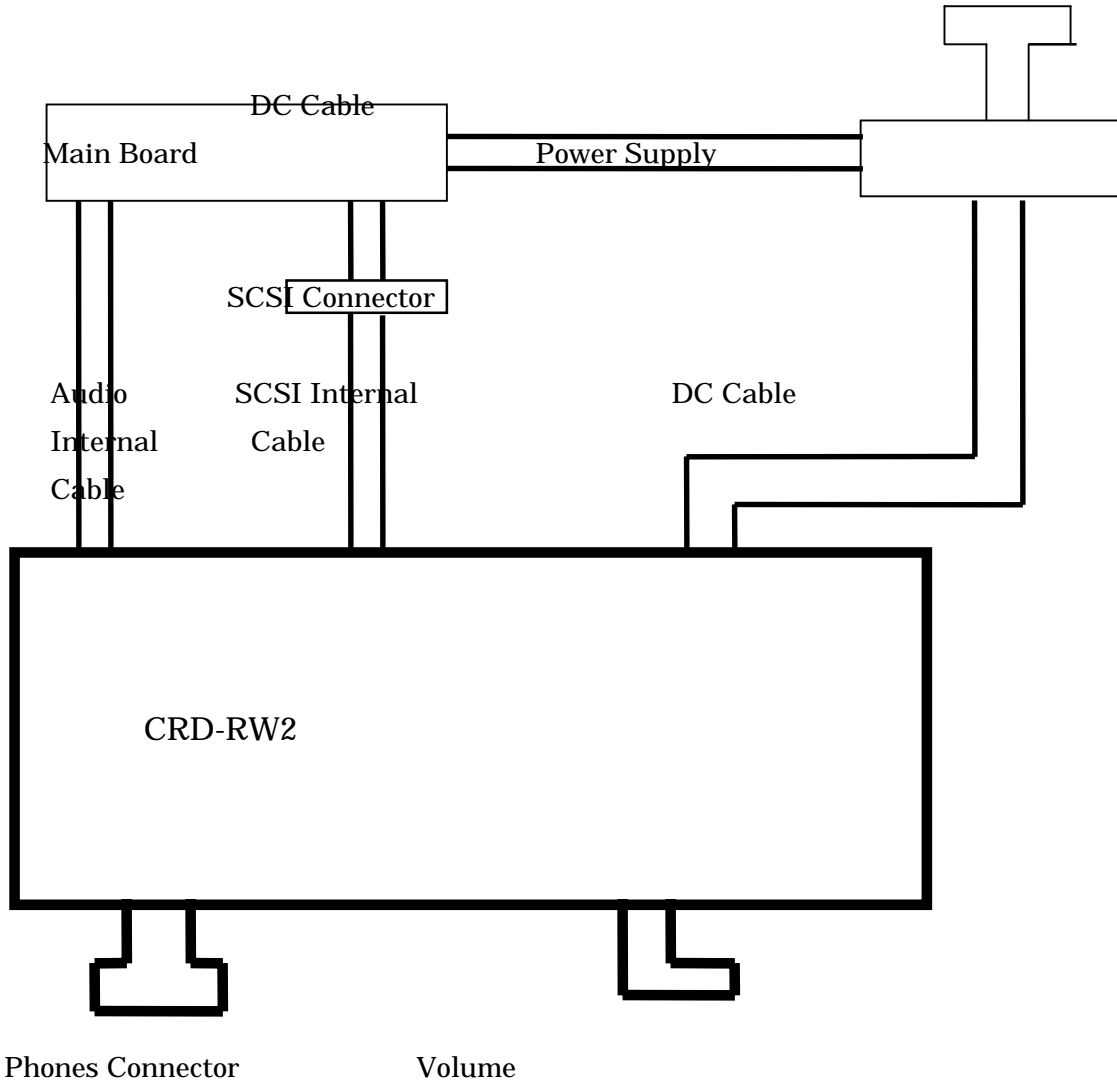 DC Cable
Main Board Power Supply
SCSI Connector
Audio SCSI Internal DC Cable
Internal Cable
Cable
CRD-RW2
Phones Connector Volume